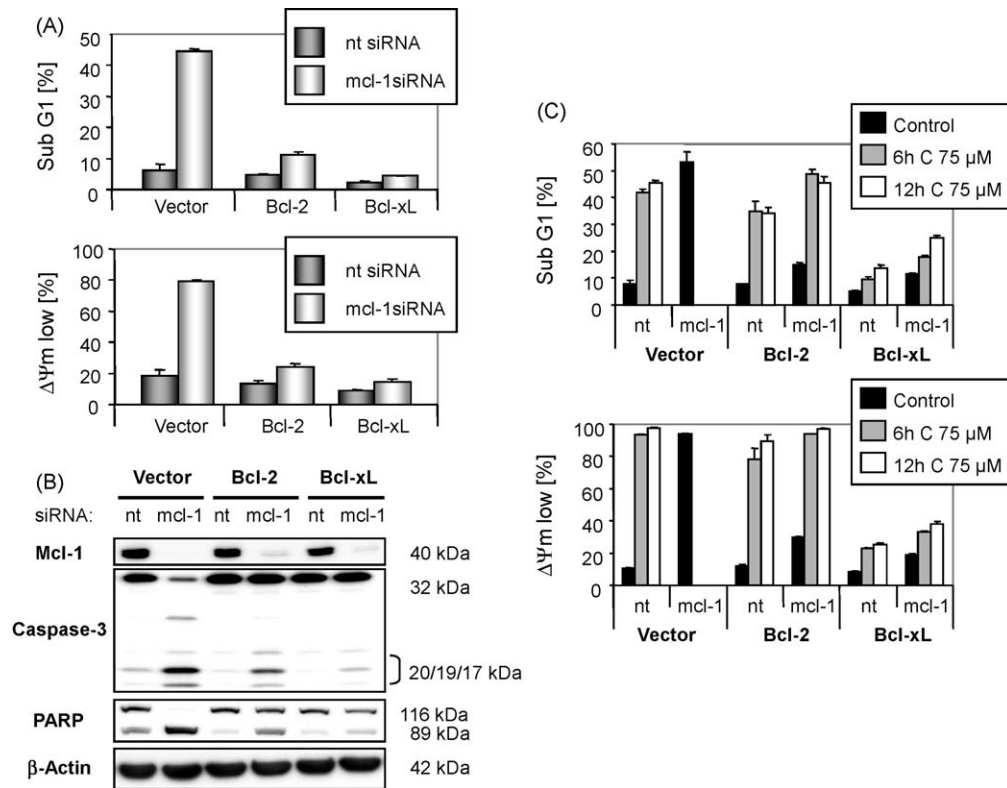 (A)
50
40
30
20
10
0
Sub G1 [%]
nt siRNA
mcl-1siRNA
Vector Bcl-2 Bcl-xL
100
80
60
40
20
0
ΔΨm low [%]
nt siRNA
mcl-1siRNA
Vector Bcl-2 Bcl-xL
(B)
Vector Bcl-2 Bcl-xL
siRNA: nt mcl-1 nt mcl-1 nt mcl-1
Mcl-1 40 kDa
32 kDa
Caspase-3
20/19/17 kDa
116 kDa
PARP
89 kDa
β-Actin 42 kDa
(C)
Control
6h C 75 µM
12h C 75 µM
60
50
40
30
20
10
0
Sub G1 [%]
nt mcl-1 nt mcl-1 nt mcl-1
Vector Bcl-2 Bcl-xL
Control
6h C 75 µM
12h C 75 µM
100
80
60
40
20
0
ΔΨm low [%]
nt mcl-1 nt mcl-1 nt mcl-1
Vector Bcl-2 Bcl-xL